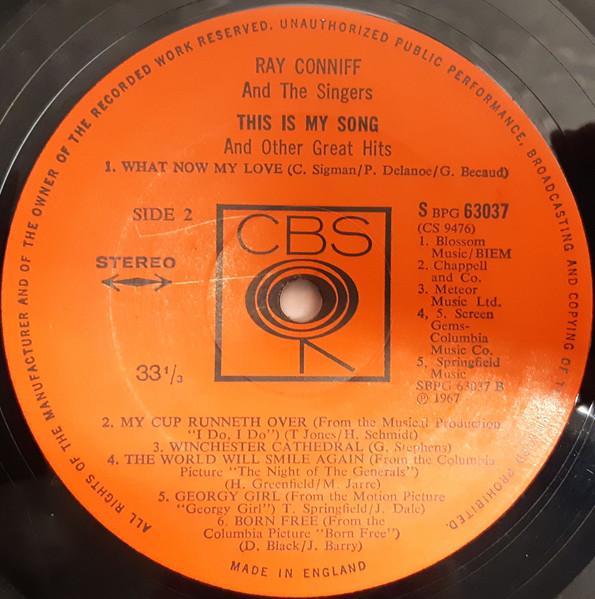 ALL RIGHTS OF THE MANUFACTURER AND OF THE OWNER OF THE RECORDED WORK RESERVED. UNAUTHORIZED PUBLIC PERFORMANCE, BROADCASTING AND COPYING OF PROHIBITED.
RAY CONNIFF
And The Singers
THIS IS MY SONG
And Other Great Hits
1. WHAT NOW MY LOVE (C. Sigman/P. Delanoe/G. Becaud)
SIDE 2
STEREO
33 1/3
CBS
S BPG 63037
(CS 9476)
1. Blossom
Music/BIEM
2. Chappell
and Co.
3. Meteor
Music Ltd.
4, 5. Screen
Gems-
Columbia
Music Co.
5. Springfield
Music
SBPG 63037 B
℗ 1967
2. MY CUP RUNNETH OVER (From the Musical Production
"I Do, I Do") (T Jones/H. Schmidt)
3. WINCHESTER CATHEDRAL (G. Stephens)
4. THE WORLD WILL SMILE AGAIN (From the Columbia
Picture "The Night of The Generals")
(H. Greenfield/M. Jarre)
5. GEORGY GIRL (From the Motion Picture
"Georgy Girl") T. Springfield/J. Dale)
6. BORN FREE (From the
Columbia Picture "Born Free")
(D. Black/J. Barry)
MADE IN ENGLAND